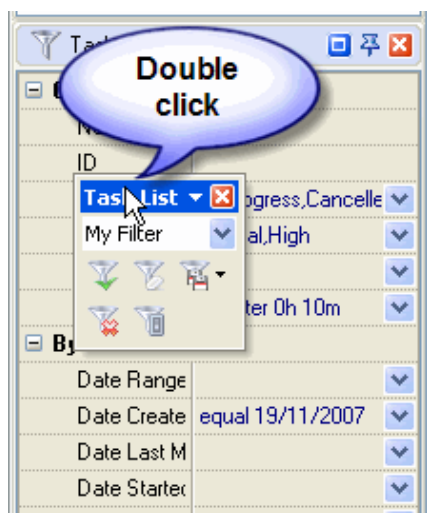 Double
click
ID
Task List
ogress,Cancelle
My Filter
al,High
ter 0h 10m
Date Range
Date Create equal 19/11/2007
Date Last M
Date Started